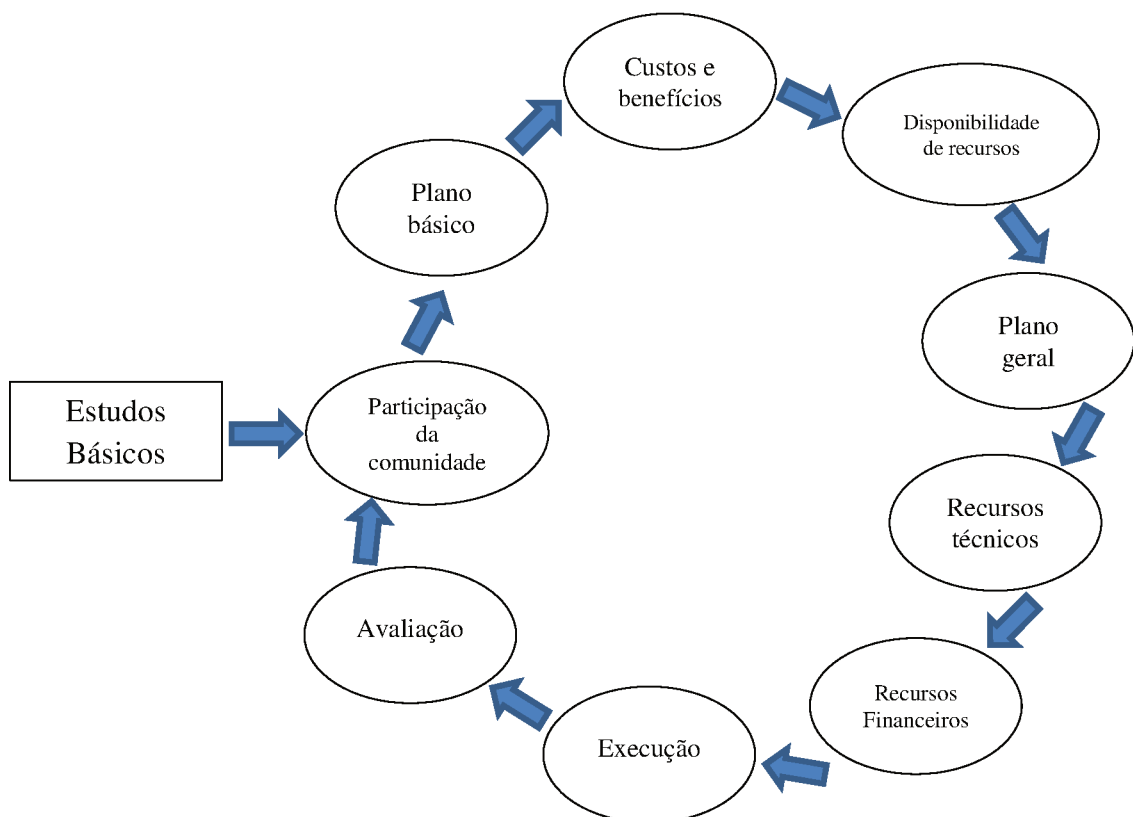 Custos e
benefícios
Disponibilidade
de recursos
Plano
básico
Plano
geral
Estudos
Básicos
Participação
da
comunidade
Recursos
técnicos
Avaliação
Recursos
Financeiros
Execução